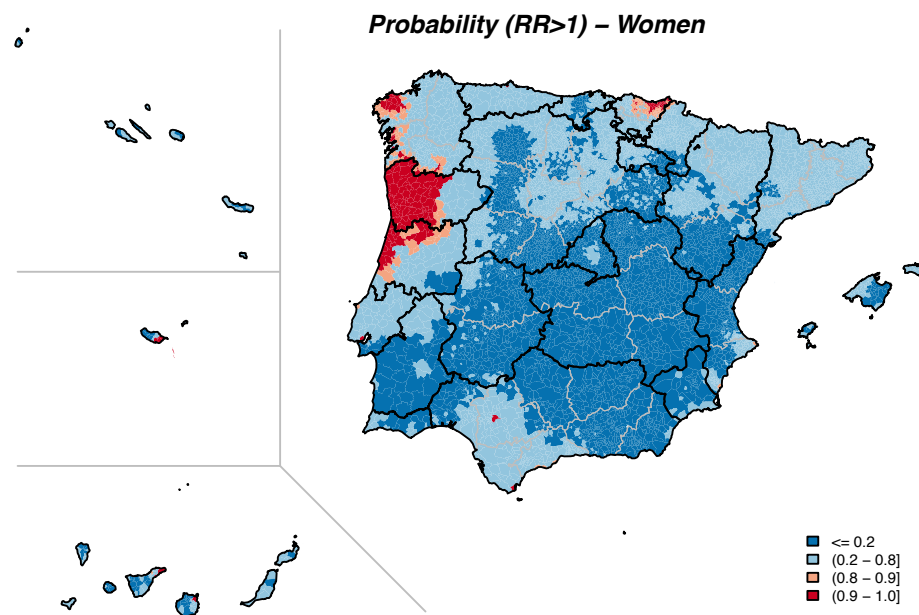 Probability (RR>1) – Women
<= 0.2
(0.2 – 0.8]
(0.8 – 0.9]
(0.9 – 1.0]